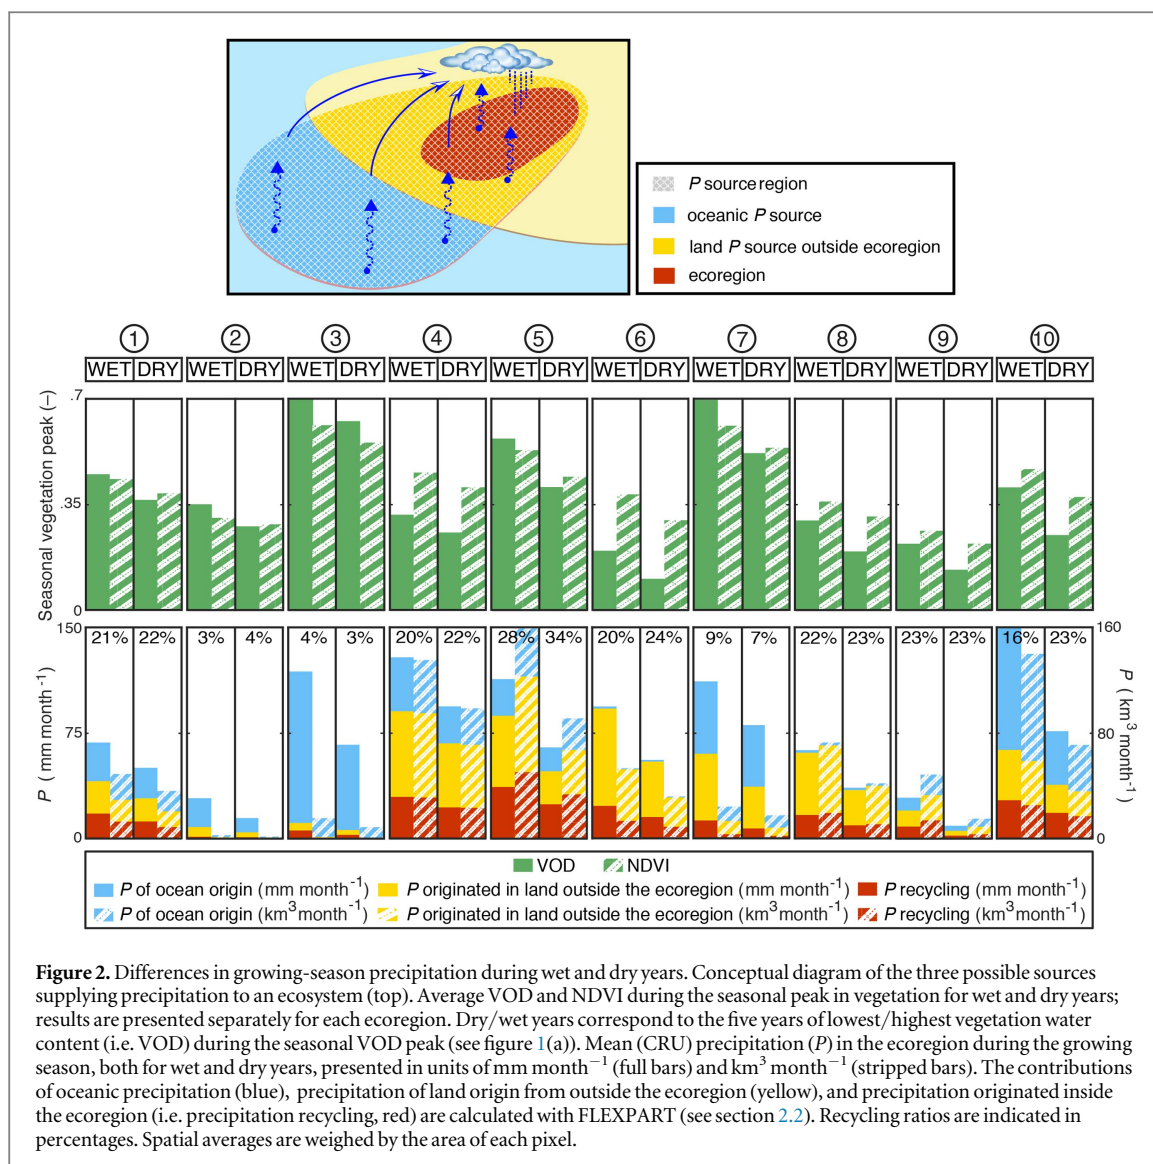 P source region
oceanic P source
land P source outside ecoregion
ecoregion
1 2 3 4 5 6 7 8 9 10
WET DRY WET DRY WET DRY WET DRY WET DRY WET DRY WET DRY WET DRY WET DRY WET DRY
Seasonal vegetation peak (–)
.7
.35
0
21% 22% 3% 4% 4% 3% 20% 22% 28% 34% 20% 24% 9% 7% 22% 23% 23% 23% 16% 23%
P (mm month⁻¹)
150
75
0
160
80
0
P (km³ month⁻¹)
VOD NDVI
P of ocean origin (mm month⁻¹) P originated in land outside the ecoregion (mm month⁻¹) P recycling (mm month⁻¹)
P of ocean origin (km³ month⁻¹) P originated in land outside the ecoregion (km³ month⁻¹) P recycling (km³ month⁻¹)
Figure 2. Differences in growing-season precipitation during wet and dry years. Conceptual diagram of the three possible sources
supplying precipitation to an ecosystem (top). Average VOD and NDVI during the seasonal peak in vegetation for wet and dry years;
results are presented separately for each ecoregion. Dry/wet years correspond to the five years of lowest/highest vegetation water
content (i.e. VOD) during the seasonal VOD peak (see figure 1(a)). Mean (CRU) precipitation (P) in the ecoregion during the growing
season, both for wet and dry years, presented in units of mm month⁻¹ (full bars) and km³ month⁻¹ (stripped bars). The contributions
of oceanic precipitation (blue), precipitation of land origin from outside the ecoregion (yellow), and precipitation originated inside
the ecoregion (i.e. precipitation recycling, red) are calculated with FLEXPART (see section 2.2). Recycling ratios are indicated in
percentages. Spatial averages are weighed by the area of each pixel.